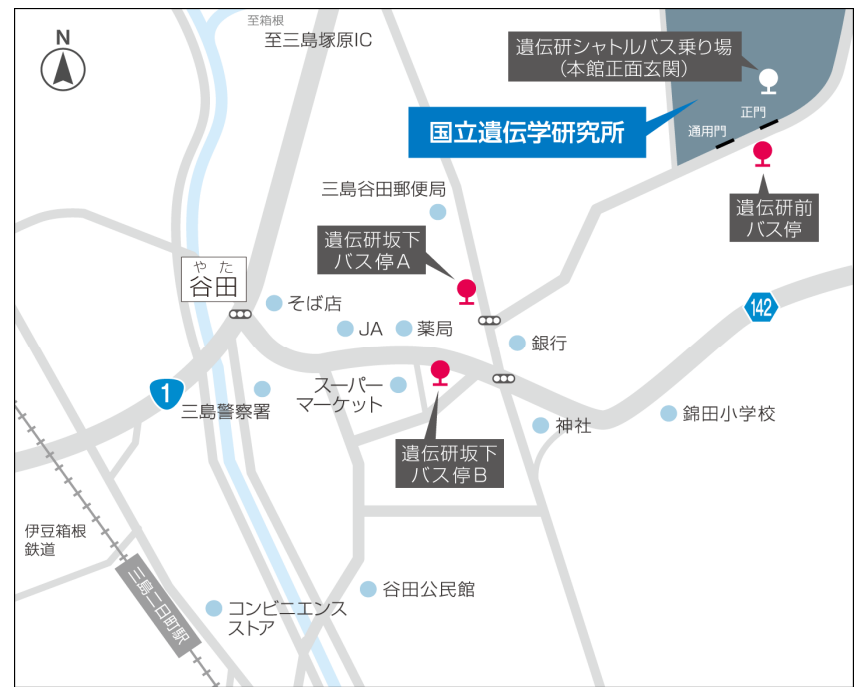 至箱根
至三島塚原IC
N
遺伝研シャトルバス乗り場
（本館正面玄関）
国立遺伝学研究所
正門
通用門
三島谷田郵便局
遺伝研前
バス停
遺伝研坂下
バス停A
やた
谷田
そば店
JA
薬局
銀行
142
1
三島警察署
スーパー
マーケット
神社
錦田小学校
遺伝研坂下
バス停B
伊豆箱根
鉄道
三島二日町駅
谷田公民館
コンビニエンス
ストア